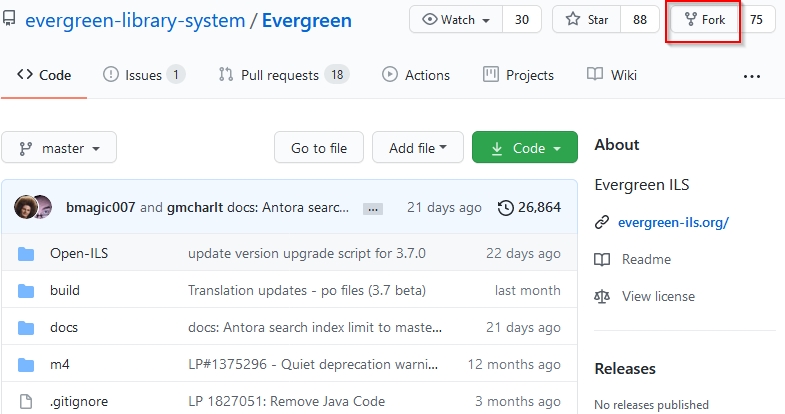 evergreen-library-system / Evergreen Watch 30 Star 88 Fork 75
Code Issues 1 Pull requests 18 Actions Projects Wiki ...
master Go to file Add file Code
About
Evergreen ILS
bmagic007 and gmcharlt docs: Antora searc... ... 21 days ago 26,864
evergreen-ils.org/
Open-ILS update version upgrade script for 3.7.0 22 days ago
Readme
build Translation updates - po files (3.7 beta) last month
View license
docs docs: Antora search index limit to maste... 21 days ago
m4 LP#1375296 - Quiet deprecation warni... 12 months ago
Releases
.gitignore LP 1827051: Remove Java Code 3 months ago
No releases published